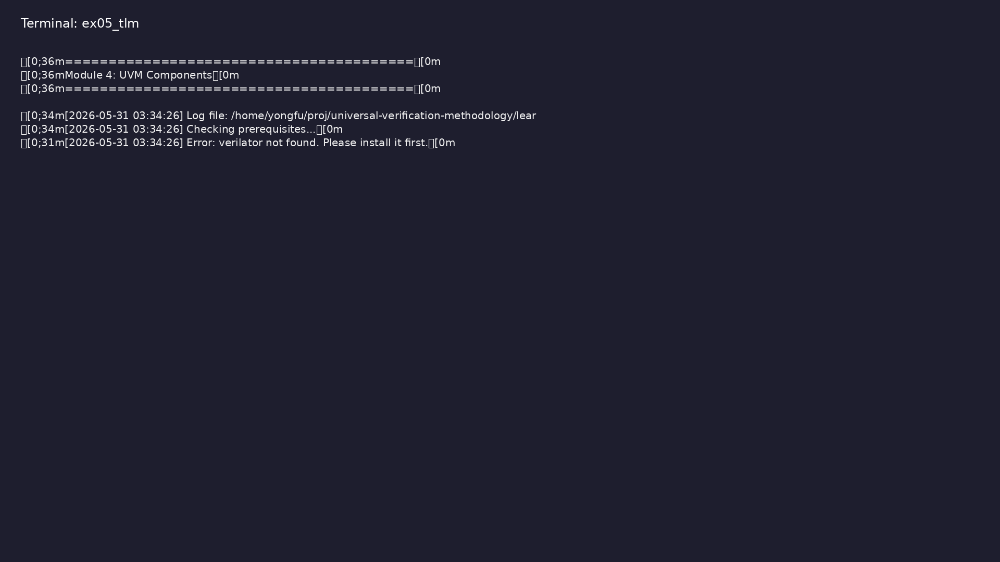 Terminal: ex05_tlm
▯[0;36m========================================▯[0m
▯[0;36mModule 4: UVM Components▯[0m
▯[0;36m========================================▯[0m
▯[0;34m[2026-05-31 03:34:26] Log file: /home/yongfu/proj/universal-verification-methodology/lear
▯[0;34m[2026-05-31 03:34:26] Checking prerequisites...▯[0m
▯[0;31m[2026-05-31 03:34:26] Error: verilator not found. Please install it first.▯[0m